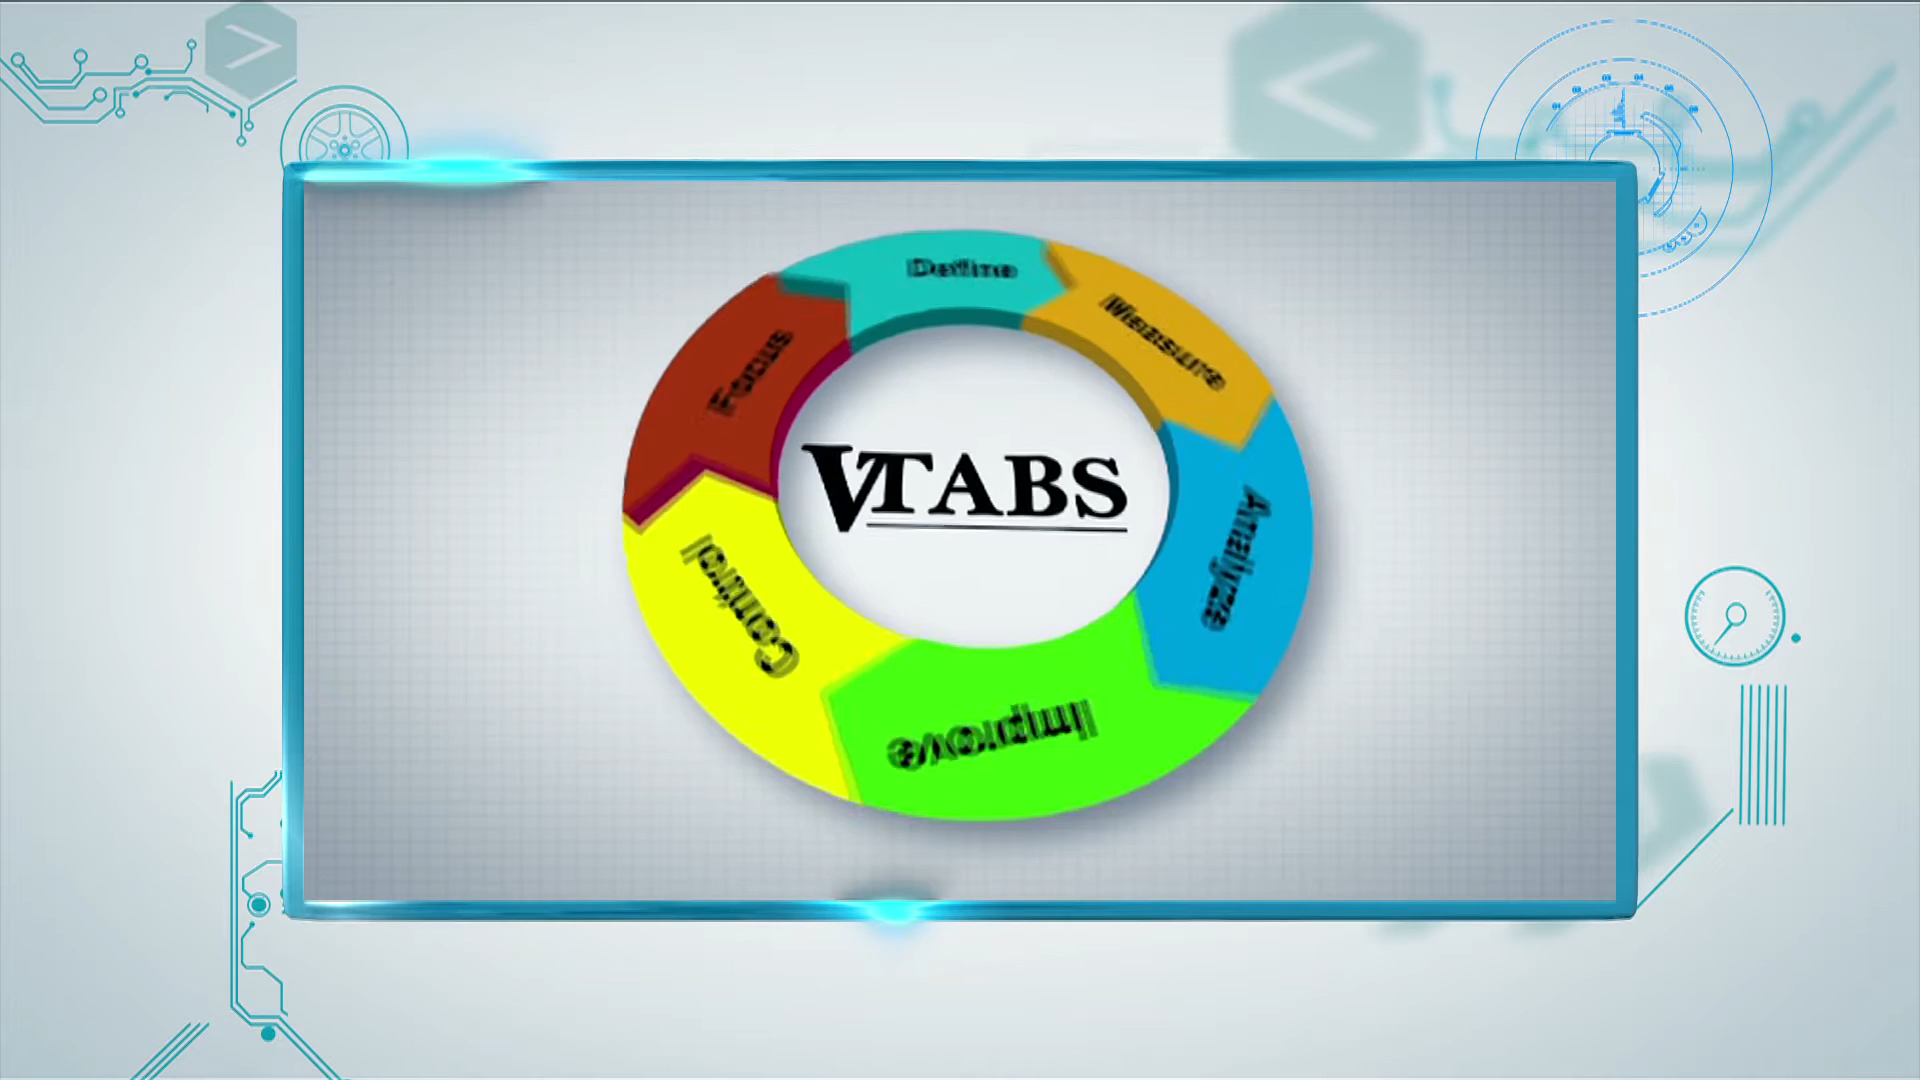 Define
Measure
Focus
VTABS
Analyze
Control
Improve